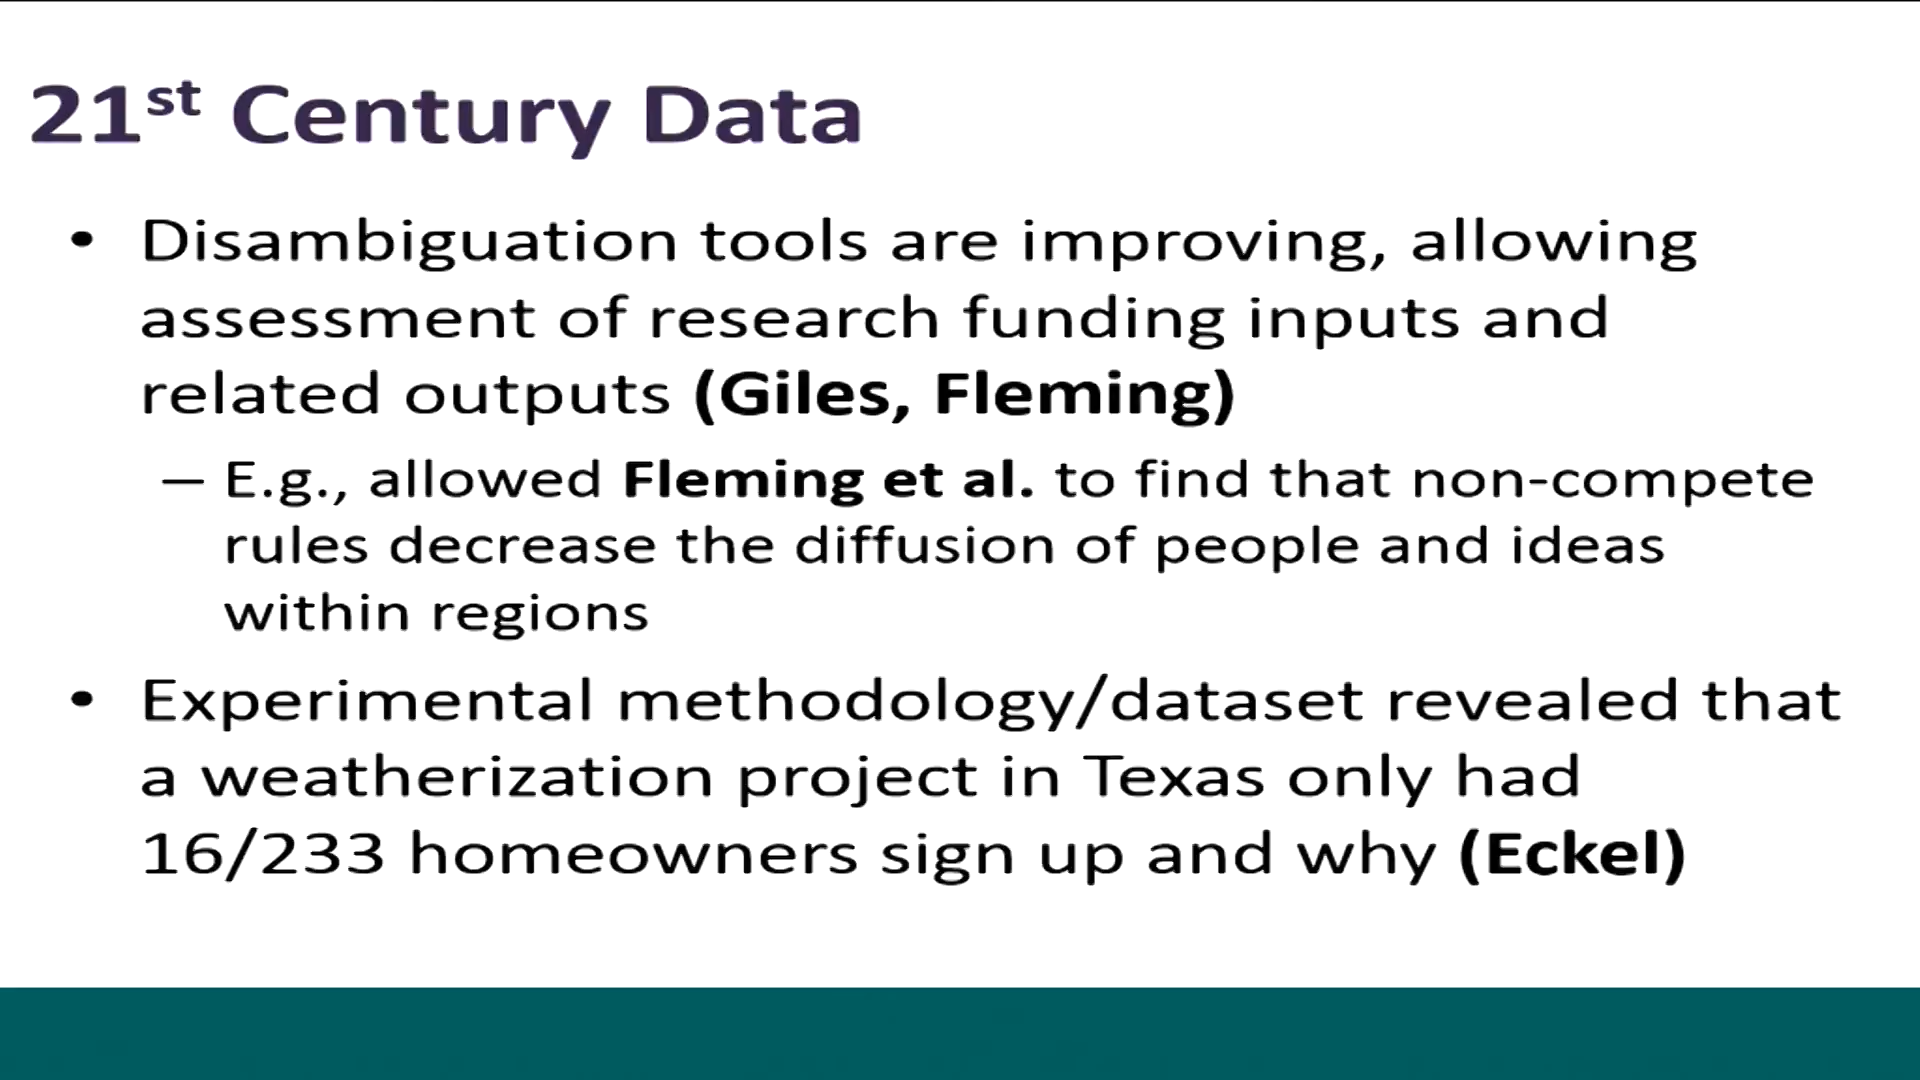 21st Century Data
• Disambiguation tools are improving, allowing
assessment of research funding inputs and
related outputs (Giles, Fleming)
– E.g., allowed Fleming et al. to find that non-compete
rules decrease the diffusion of people and ideas
within regions
• Experimental methodology/dataset revealed that
a weatherization project in Texas only had
16/233 homeowners sign up and why (Eckel)